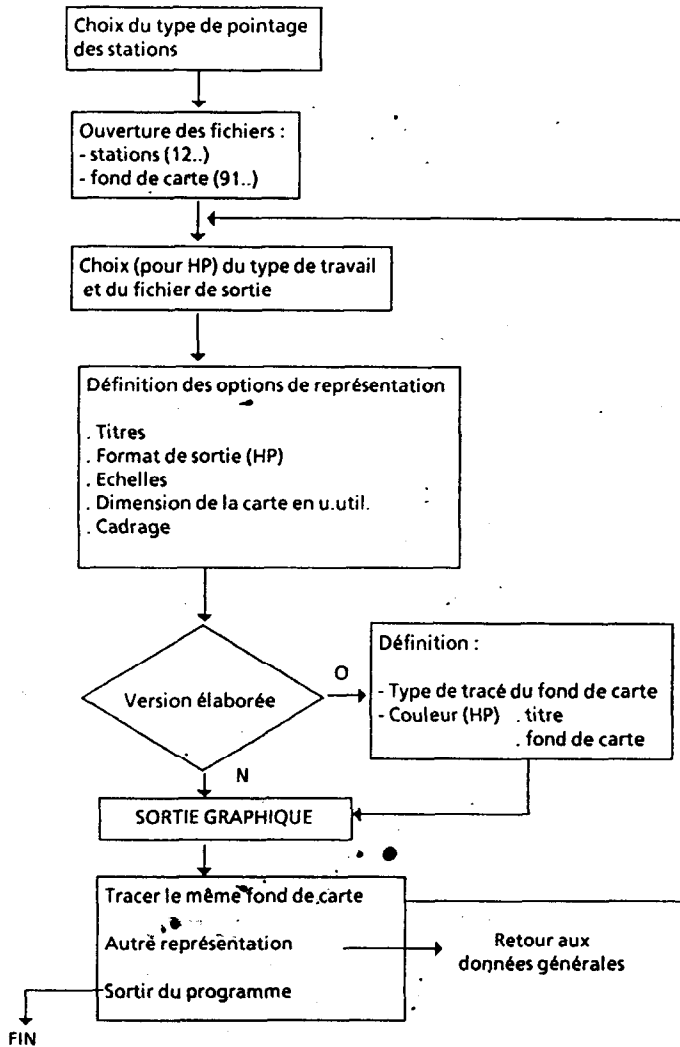 Choix du type de pointage
des stations
Ouverture des fichiers :
- stations (12..)
- fond de carte (91..)
Choix (pour HP) du type de travail
et du fichier de sortie
Définition des options de représentation
. Titres
. Format de sortie (HP)
. Echelles
. Dimension de la carte en u.util.
. Cadrage
Version élaborée
O
Définition :
- Type de tracé du fond de carte
- Couleur (HP) . titre
. fond de carte
N
SORTIE GRAPHIQUE
Tracer le même fond de carte
Autre représentation
Retour aux
données générales
Sortir du programme
FIN